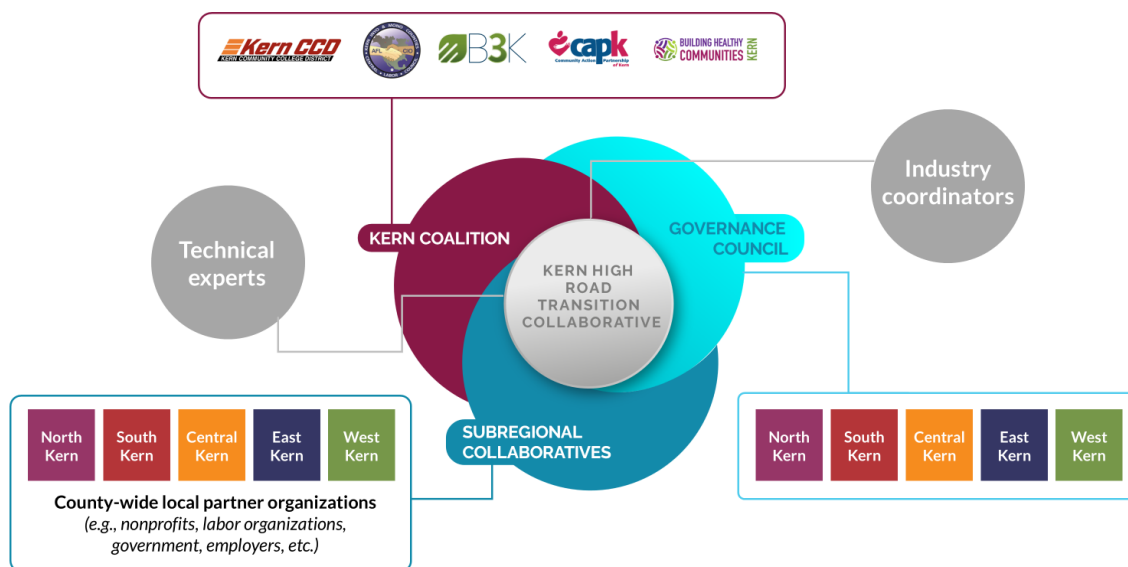 Kern CCD
KERN COMMUNITY COLLEGE DISTRICT
AFL CIO
B3K
capk
Community Action Partnership
of Kern
BUILDING HEALTHY
COMMUNITIES
KERN
Industry
coordinators
Technical
experts
KERN COALITION
GOVERNANCE
COUNCIL
KERN HIGH
ROAD
TRANSITION
COLLABORATIVE
SUBREGIONAL
COLLABORATIVES
North
Kern
South
Kern
Central
Kern
East
Kern
West
Kern
County-wide local partner organizations
(e.g., nonprofits, labor organizations,
government, employers, etc.)
North
Kern
South
Kern
Central
Kern
East
Kern
West
Kern